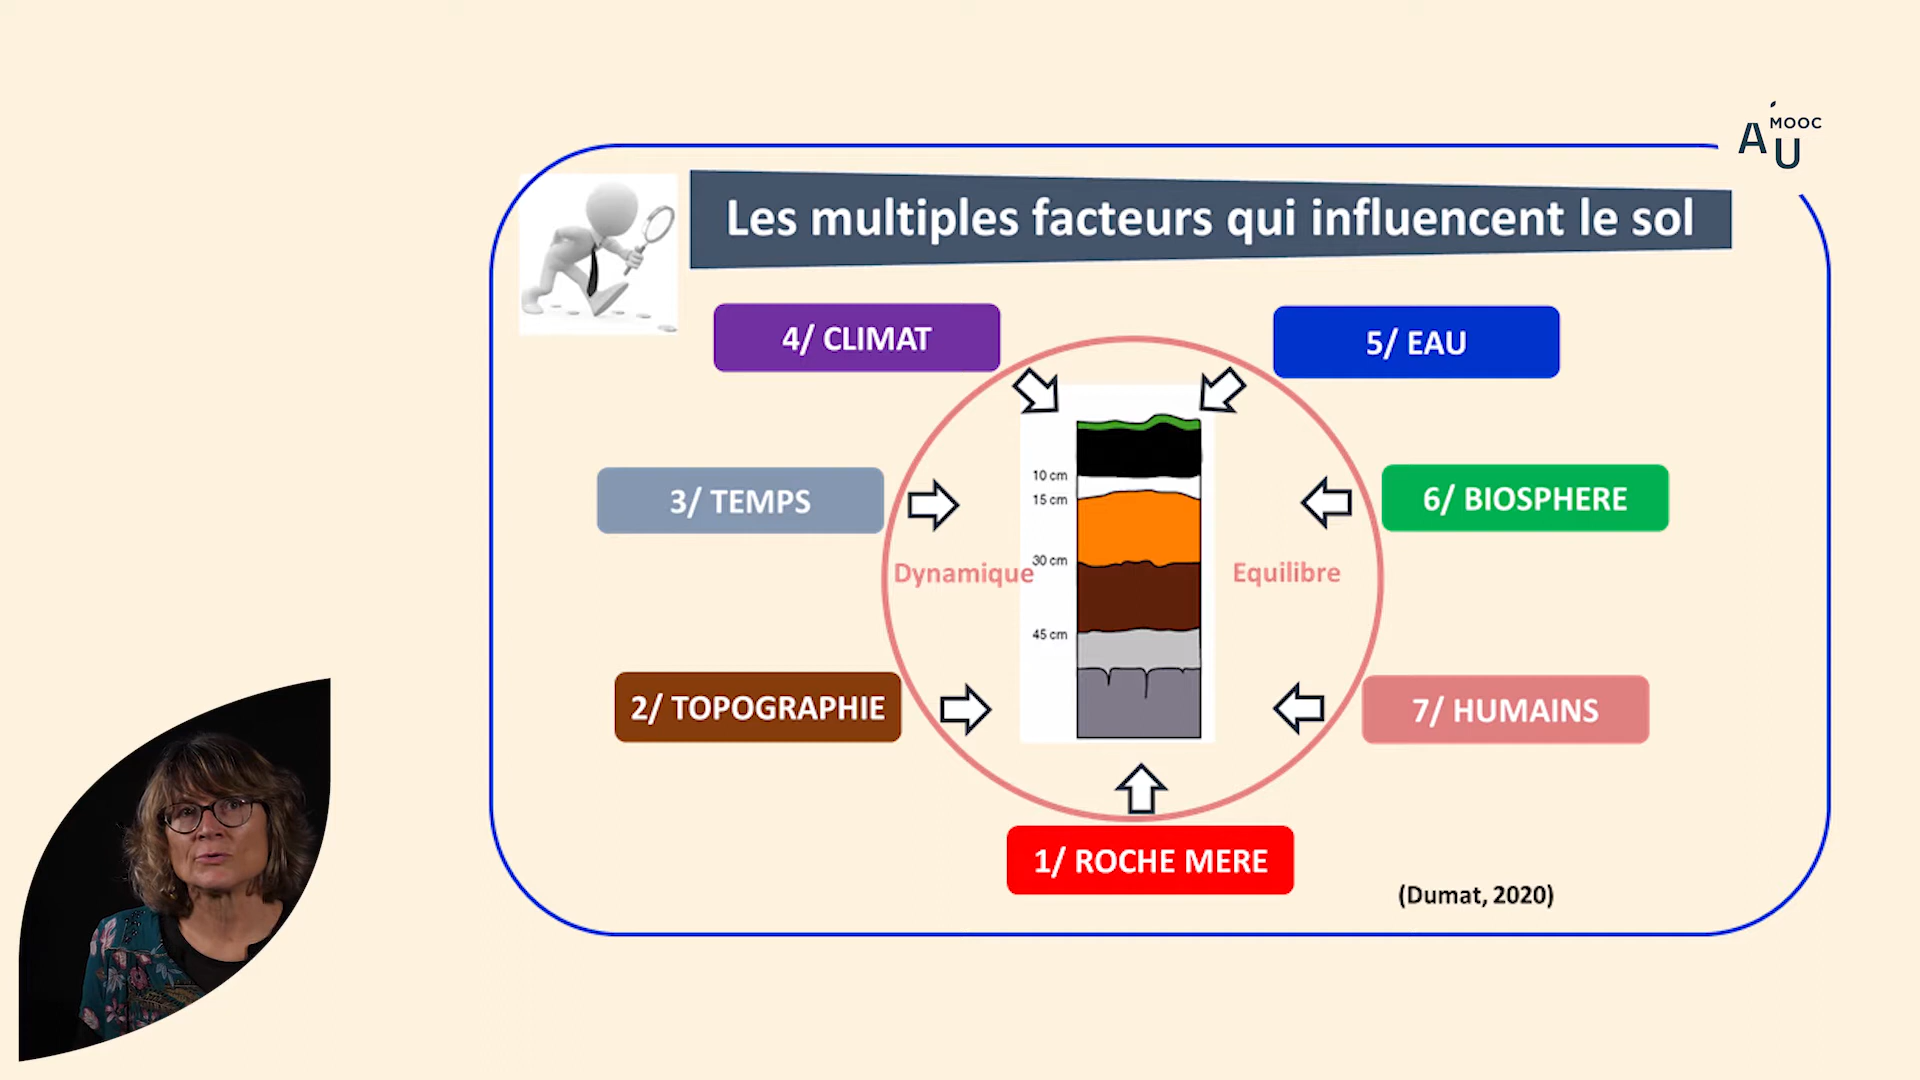 A MOOC
U
Les multiples facteurs qui influencent le sol
4/ CLIMAT
5/ EAU
3/ TEMPS
6/ BIOSPHERE
10 cm
15 cm
30 cm
45 cm
Dynamique
Equilibre
2/ TOPOGRAPHIE
7/ HUMAINS
1/ ROCHE MERE
(Dumat, 2020)